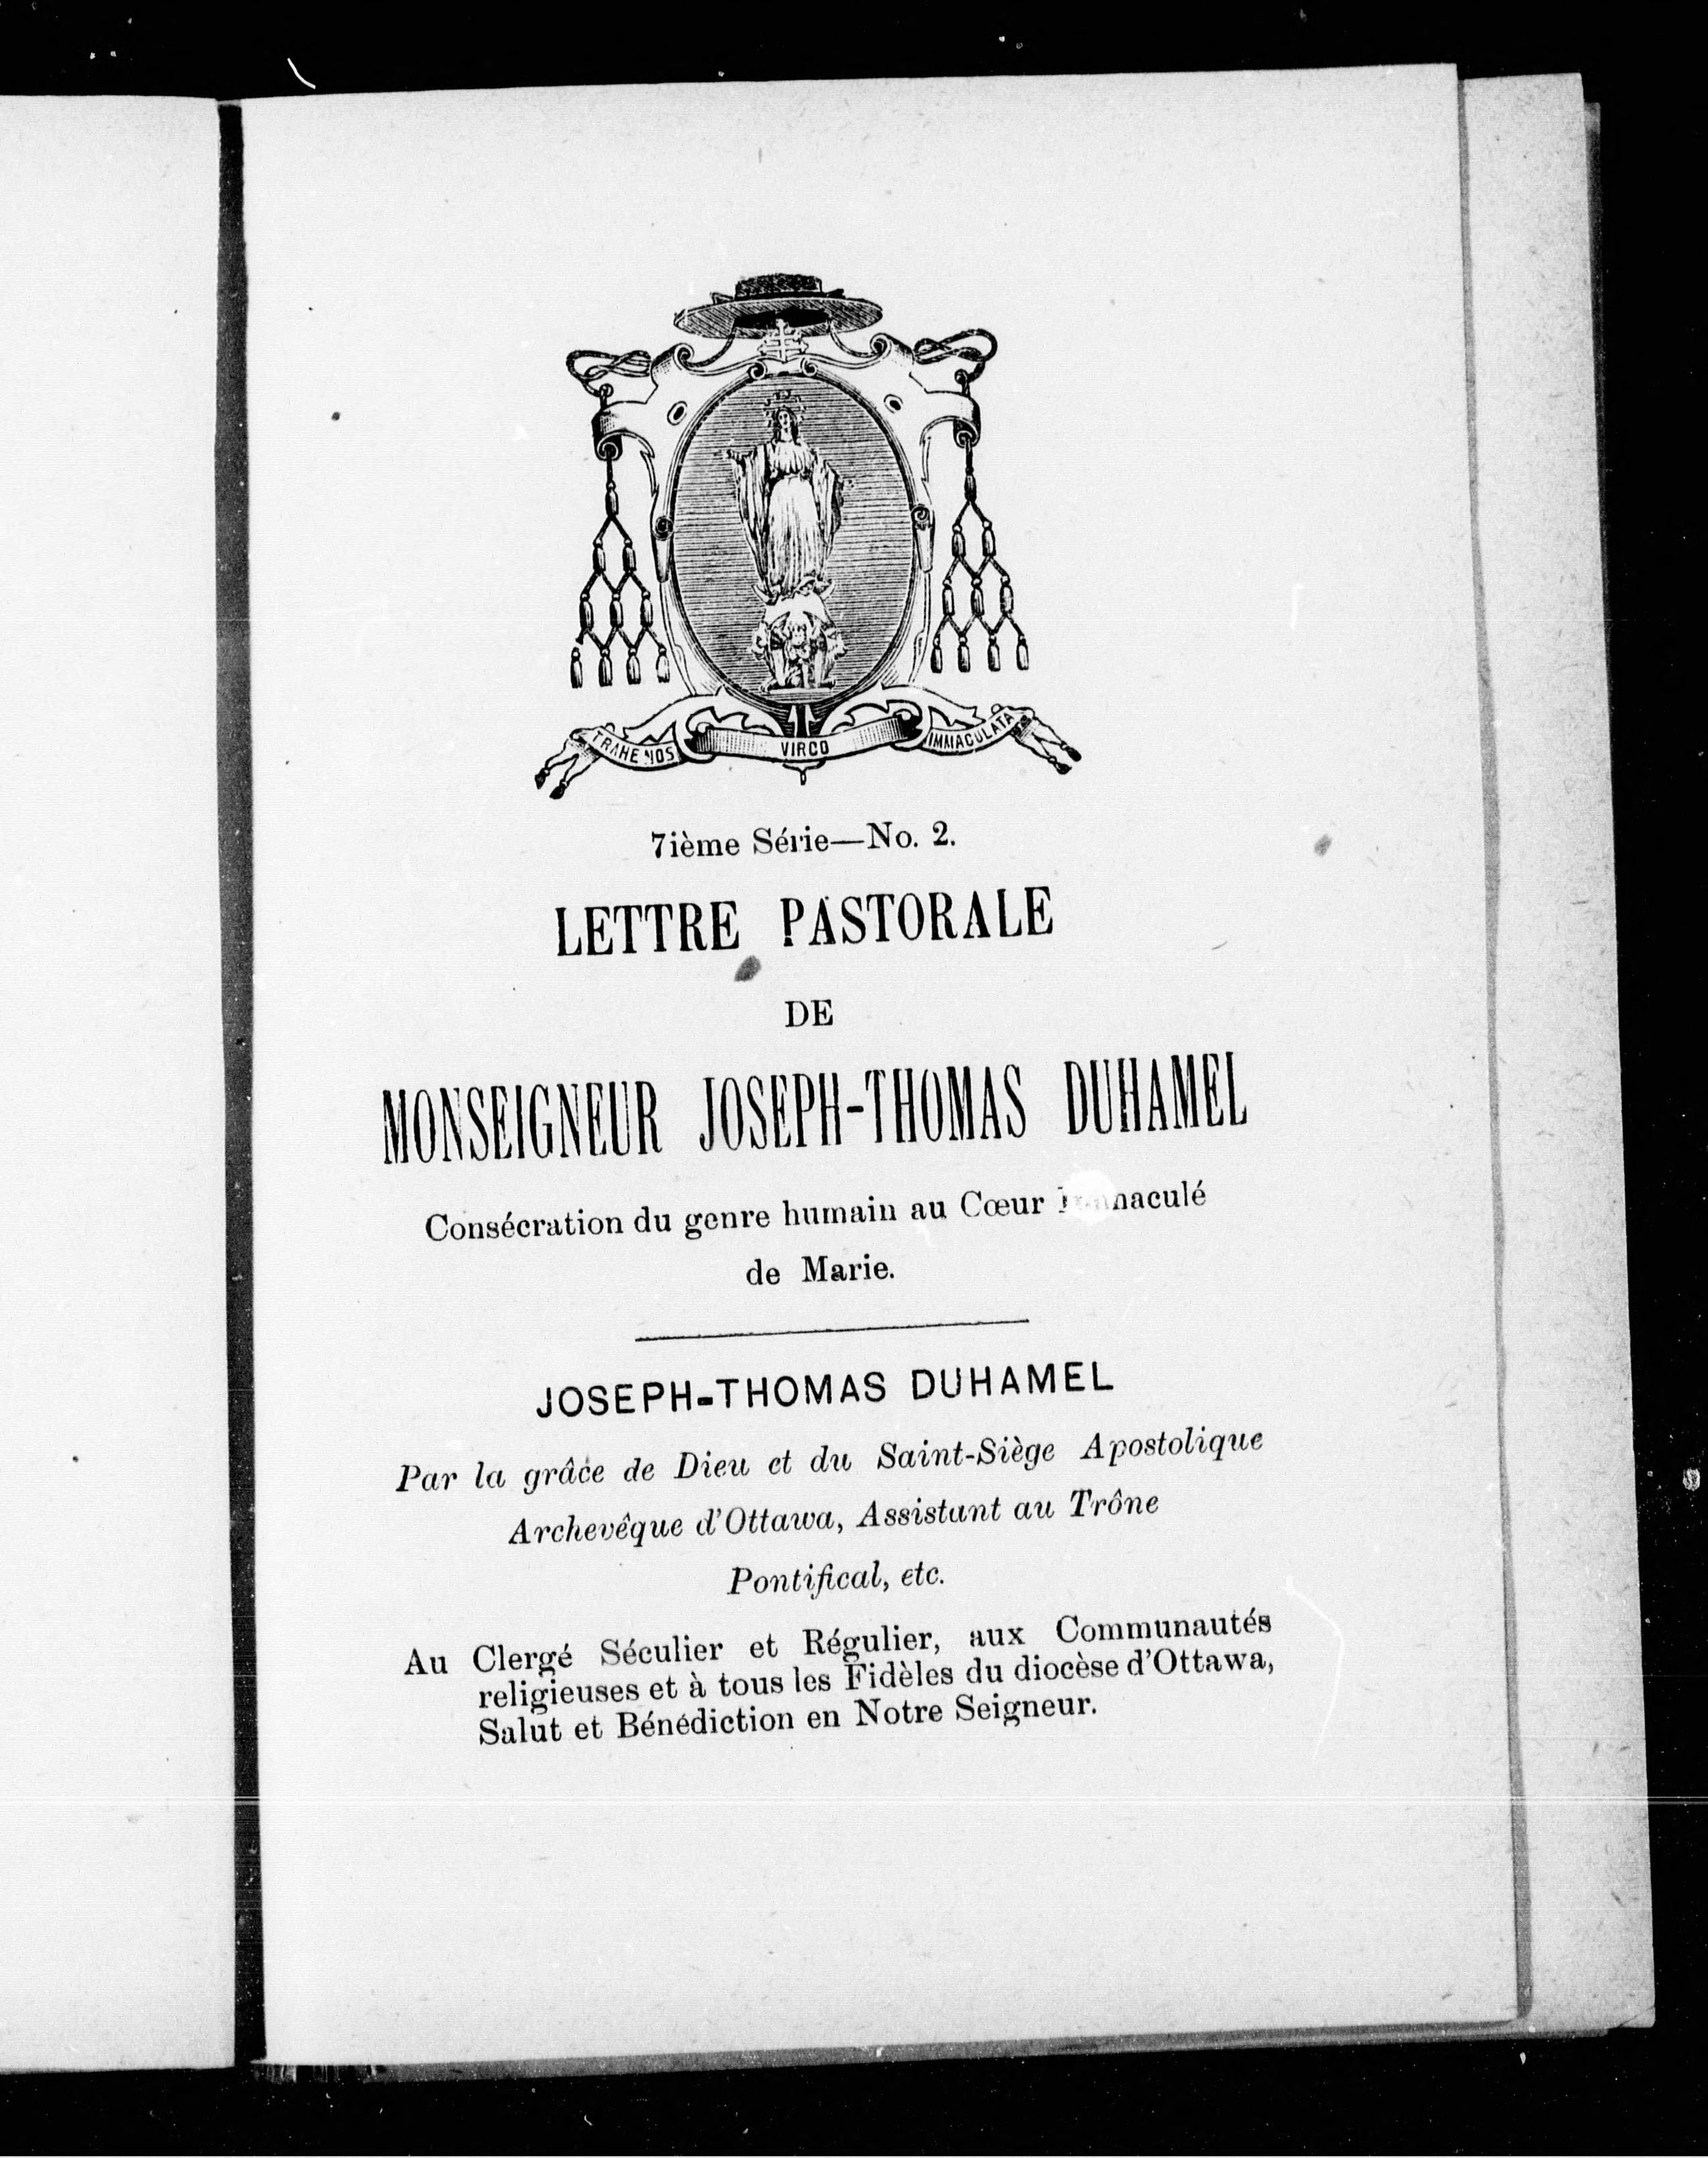 TRAHE NOS VIRGO IMMACULATA
7ième Série—No. 2.
LETTRE PASTORALE
DE
MONSEIGNEUR JOSEPH-THOMAS DUHAMEL
Consécration du genre humain au Cœur Immaculé
de Marie.
JOSEPH-THOMAS DUHAMEL
Par la grâce de Dieu et du Saint-Siège Apostolique
Archevêque d'Ottawa, Assistant au Trône
Pontifical, etc.
Au Clergé Séculier et Régulier, aux Communautés
religieuses et à tous les Fidèles du diocèse d'Ottawa,
Salut et Bénédiction en Notre Seigneur.